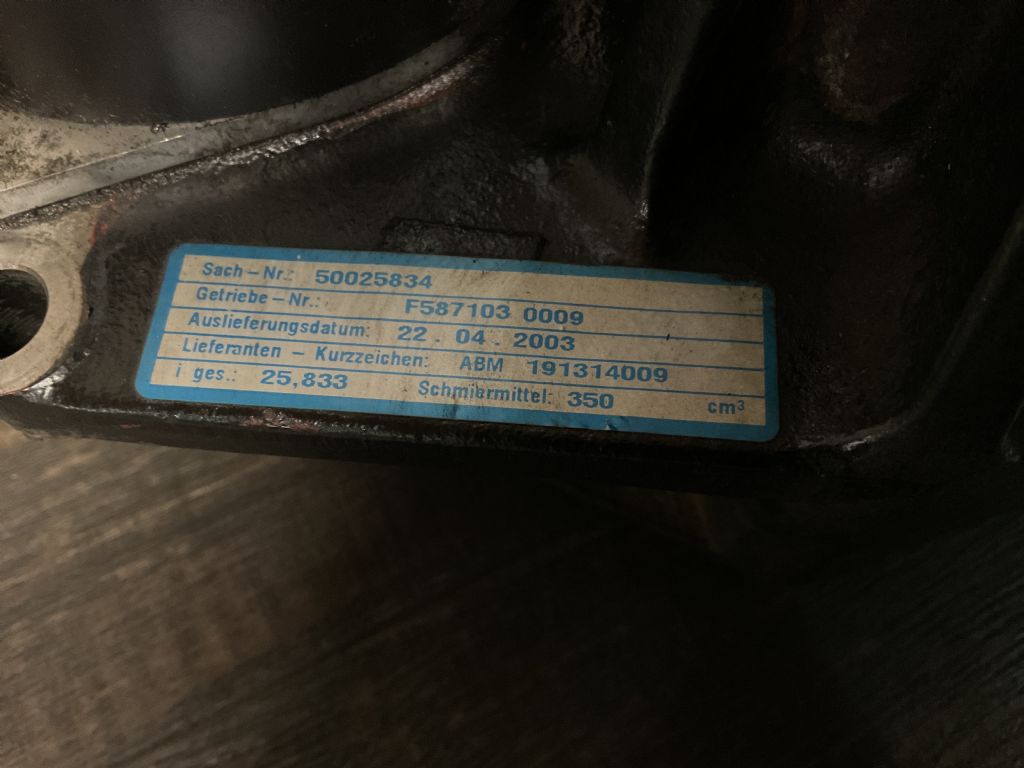 Sach-Nr.: 50025834
Getriebe-Nr.: F587103 0009
Auslieferungsdatum: 22.04.2003
Lieferanten - Kurzzeichen: ABM 191314009
i ges.: 25,833 Schmiermittel: 350 cm³